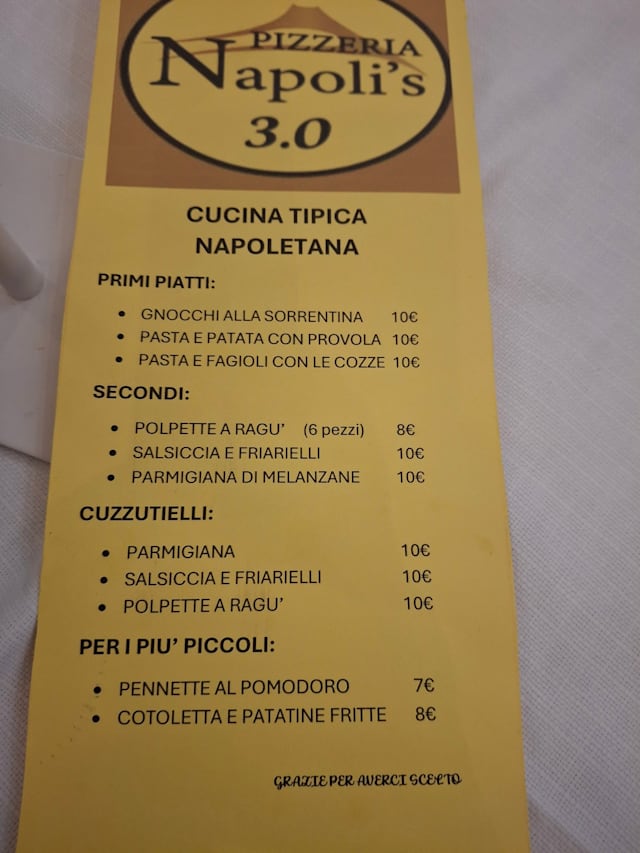 PIZZERIA
Napoli's
3.0
CUCINA TIPICA
NAPOLETANA
PRIMI PIATTI:
• GNOCCHI ALLA SORRENTINA 10€
• PASTA E PATATA CON PROVOLA 10€
• PASTA E FAGIOLI CON LE COZZE 10€
SECONDI:
• POLPETTE A RAGU' (6 pezzi) 8€
• SALSICCIA E FRIARIELLI 10€
• PARMIGIANA DI MELANZANE 10€
CUZZUTIELLI:
• PARMIGIANA 10€
• SALSICCIA E FRIARIELLI 10€
• POLPETTE A RAGU' 10€
PER I PIU' PICCOLI:
• PENNETTE AL POMODORO 7€
• COTOLETTA E PATATINE FRITTE 8€
GRAZIE PER AVERCI SCELTO